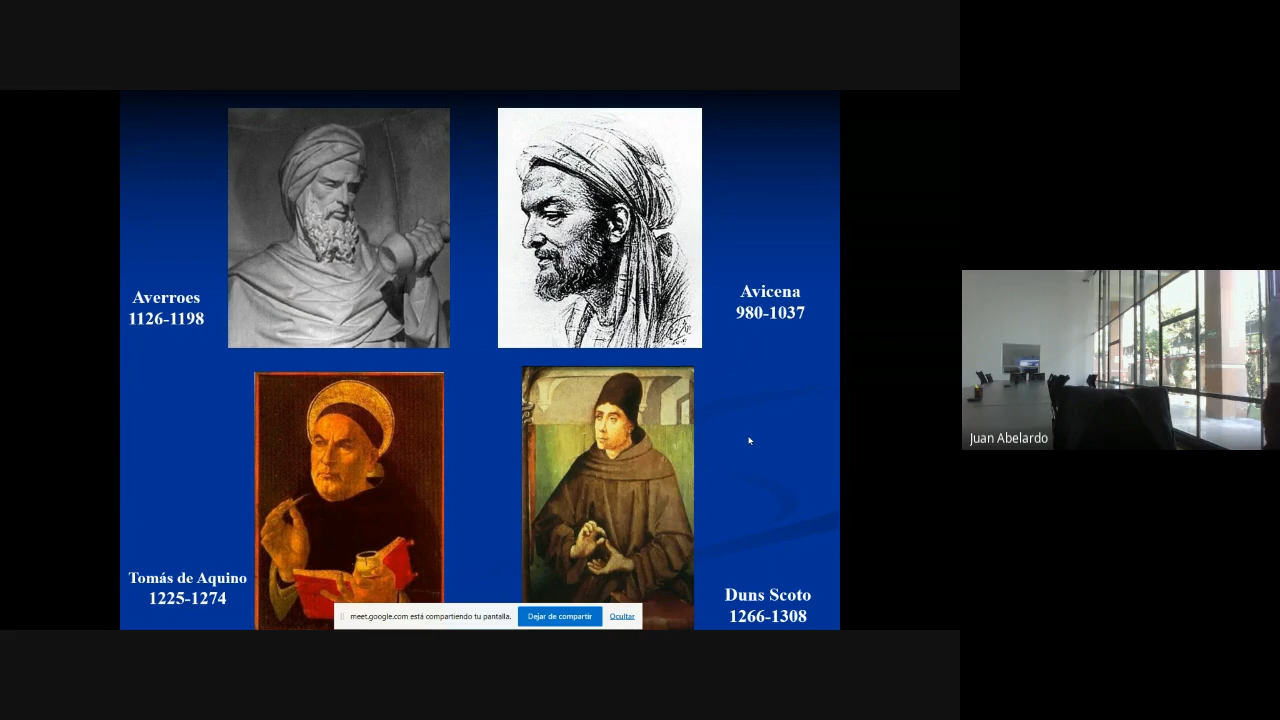 Averroes
1126-1198
Avicena
980-1037
Tomás de Aquino
1225-1274
Duns Scoto
1266-1308
meet.google.com está compartiendo tu pantalla.
Dejar de compartir
Ocultar
Juan Abelardo